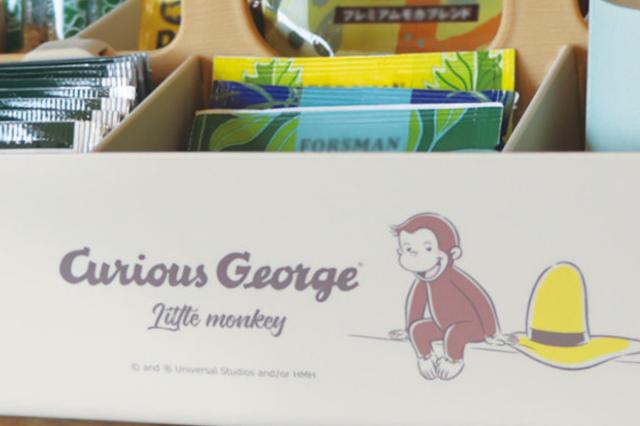 プレミアムモカブレンド
FORSMAN
Curious George
Little monkey
© and ® Universal Studios and/or HMH